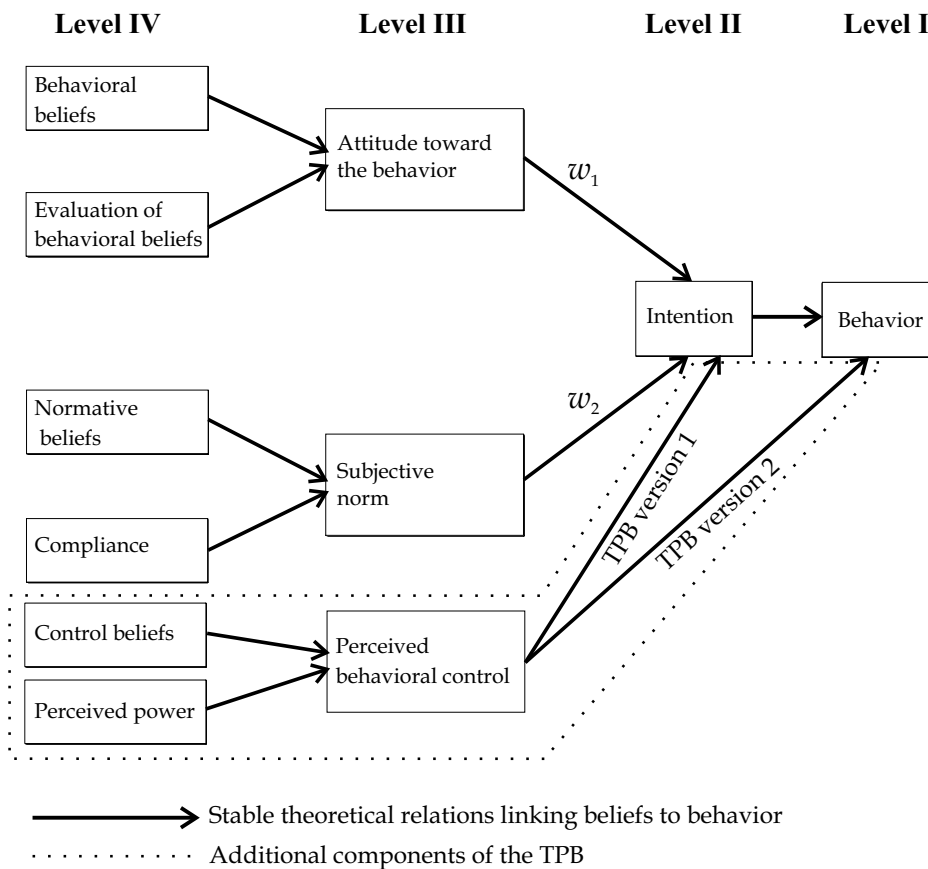 Level IV
Level III
Level II
Level I
Behavioral
beliefs
Evaluation of
behavioral beliefs
Attitude toward
the behavior
w1
Intention
Behavior
Normative
beliefs
Compliance
Subjective
norm
w2
TPB version 1
TPB version 2
Control beliefs
Perceived power
Perceived
behavioral control
Stable theoretical relations linking beliefs to behavior
Additional components of the TPB